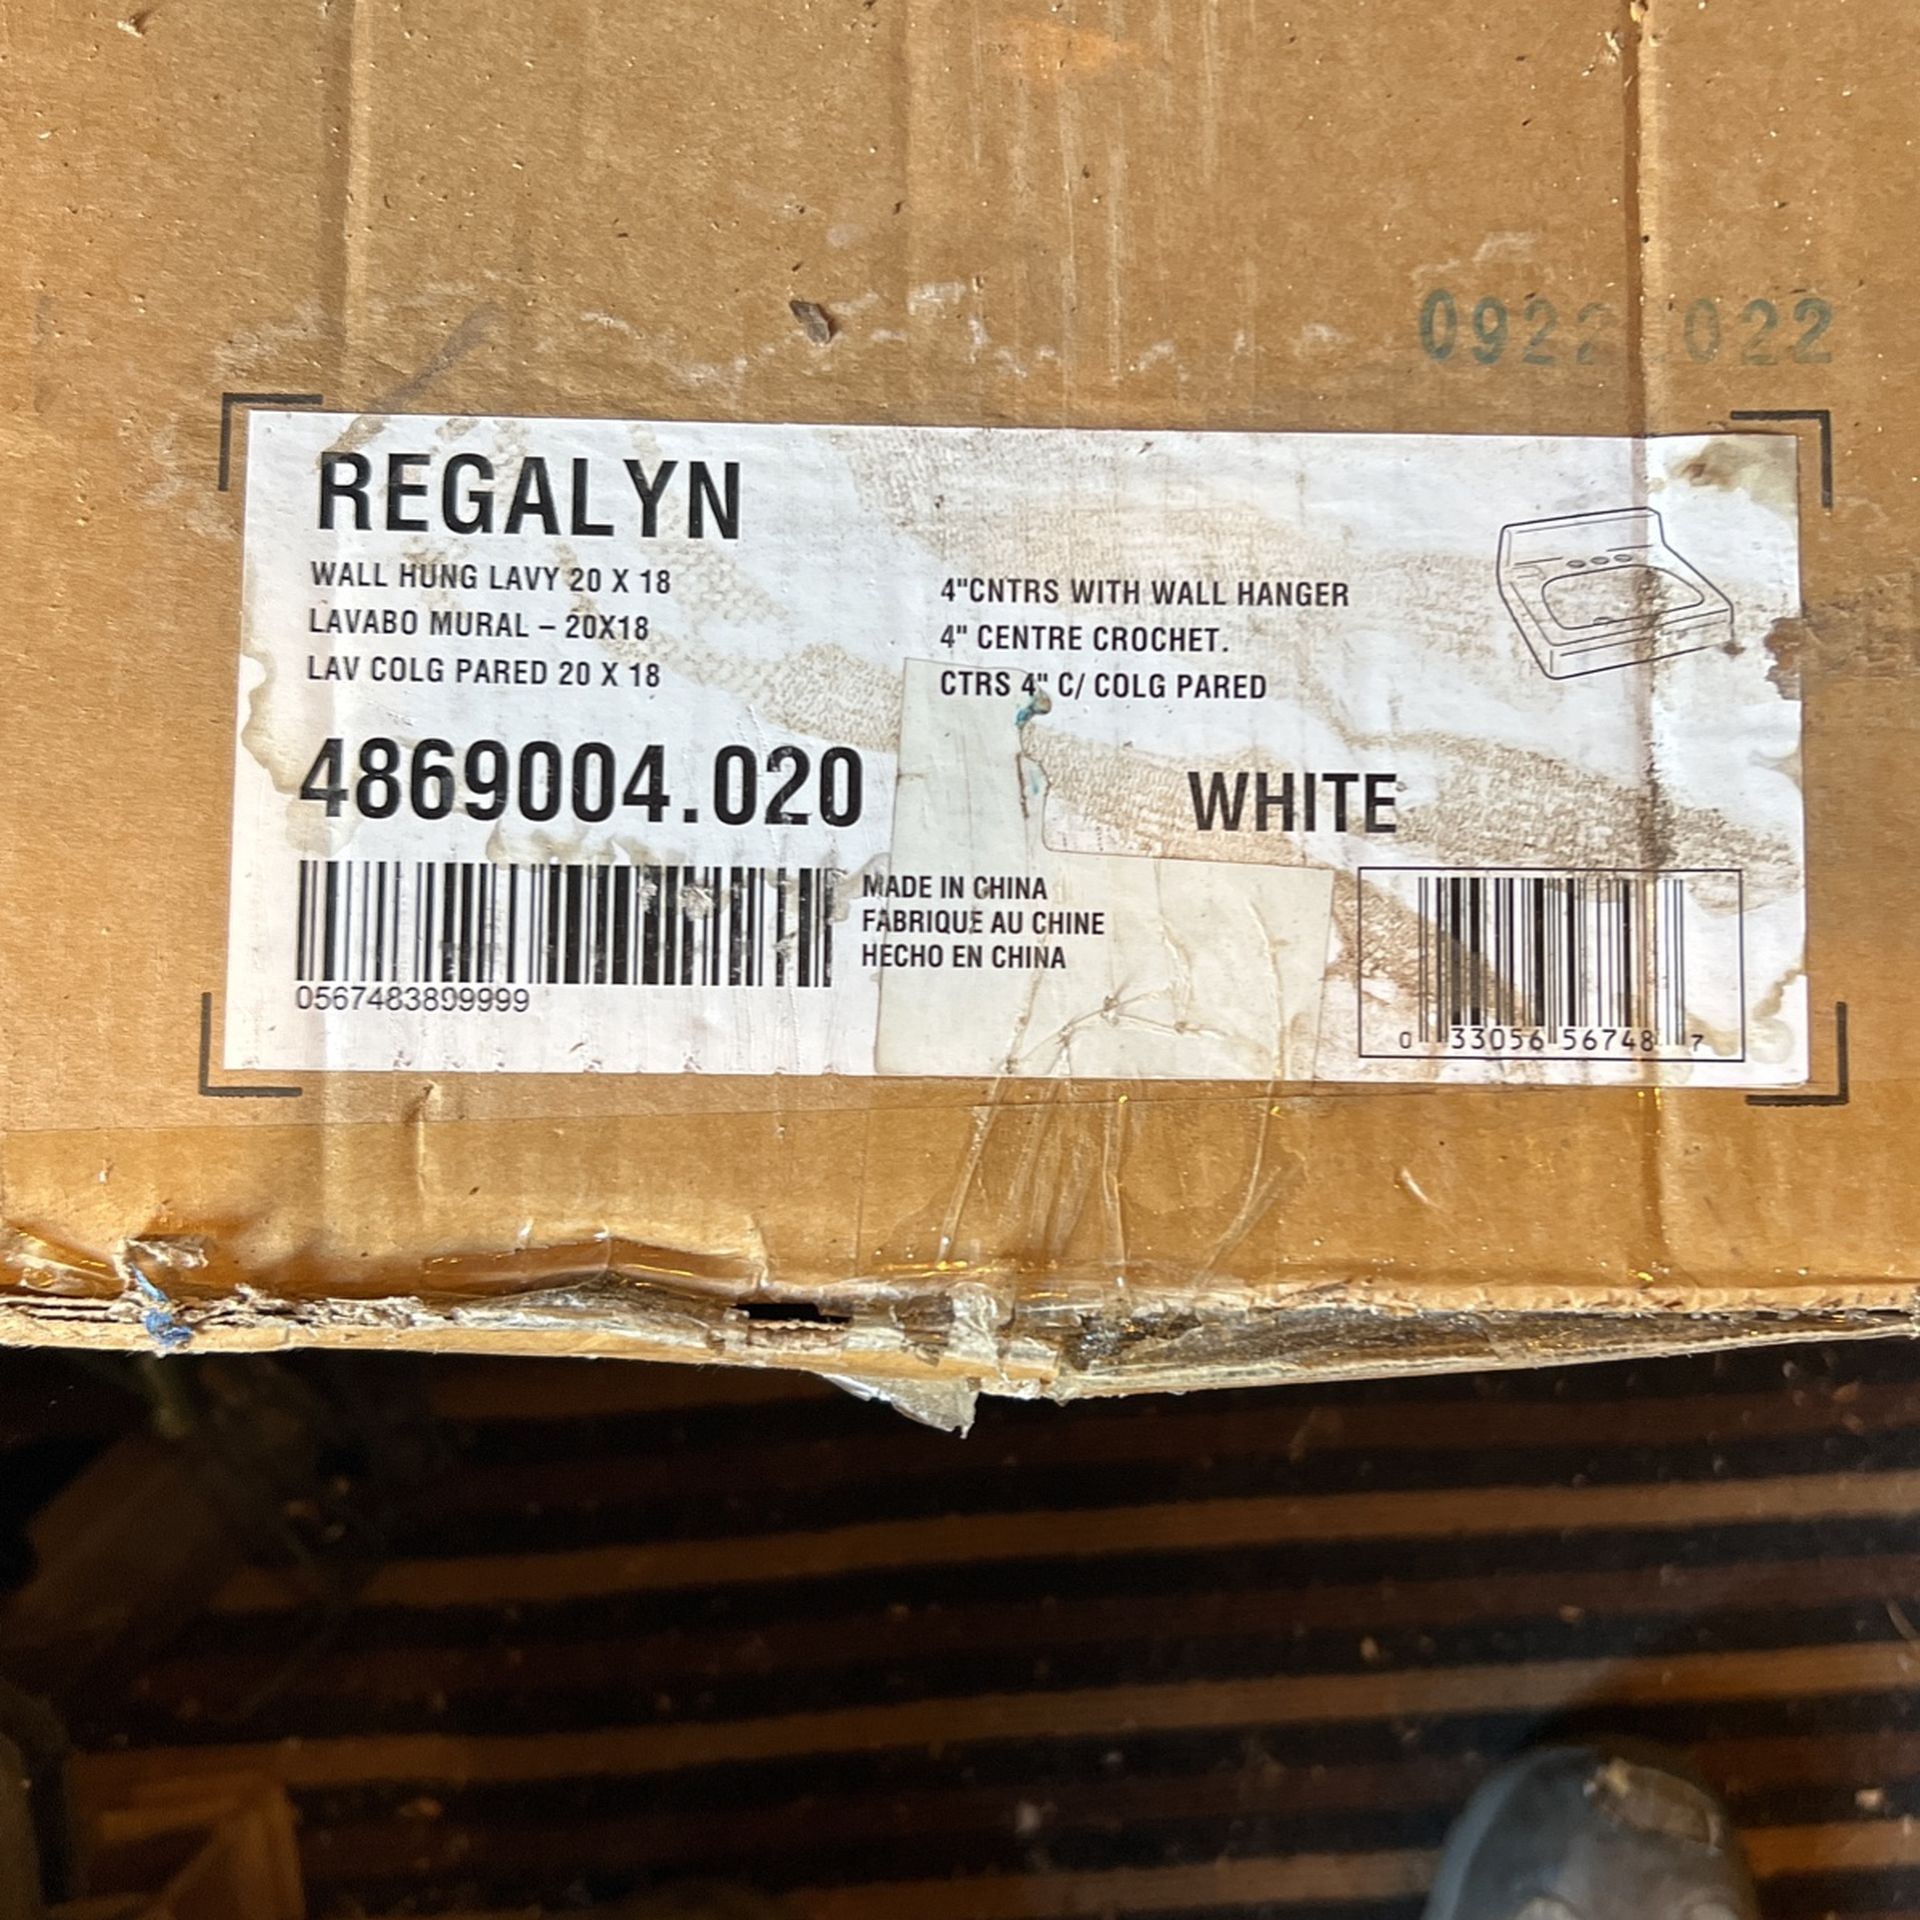 REGALYN
WALL HUNG LAVY 20 X 18
LAVABO MURAL – 20X18
LAV COLG PARED 20 X 18
4"CNTRS WITH WALL HANGER
4" CENTRE CROCHET.
CTRS 4" C/ COLG PARED
4869004.020
WHITE
MADE IN CHINA
FABRIQUE AU CHINE
HECHO EN CHINA
0567483809999
0 33056 56748 7